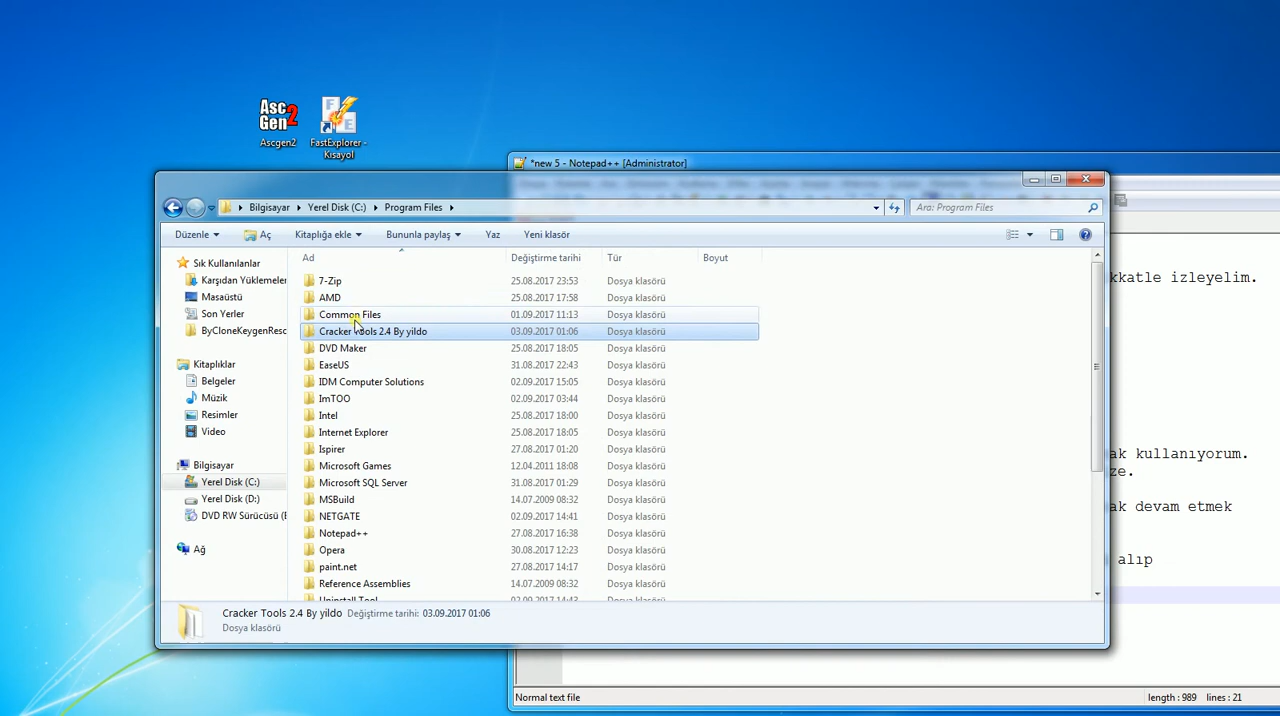 Asc
Gen2
Ascgen2
FE
FastExplorer -
Kısayol
*new 5 - Notepad++ [Administrator]
Bilgisayar
Yerel Disk (C:)
Program Files
Ara: Program Files
Düzenle
Aç
Kitaplığa ekle
Bununla paylaş
Yaz
Yeni klasör
Sık Kullanılanlar
Karşıdan Yüklemeler
Masaüstü
Son Yerler
ByCloneKeygenResc
Kitaplıklar
Belgeler
Müzik
Resimler
Video
Bilgisayar
Yerel Disk (C:)
Yerel Disk (D:)
DVD RW Sürücüsü (E
Ağ
Ad Değiştirme tarihi Tür Boyut
7-Zip 25.08.2017 23:53 Dosya klasörü
AMD 25.08.2017 17:58 Dosya klasörü
Common Files 01.09.2017 11:13 Dosya klasörü
Cracker Tools 2.4 By yildo 03.09.2017 01:06 Dosya klasörü
DVD Maker 25.08.2017 18:05 Dosya klasörü
EaseUS 31.08.2017 22:43 Dosya klasörü
IDM Computer Solutions 02.09.2017 15:05 Dosya klasörü
ImTOO 02.09.2017 03:44 Dosya klasörü
Intel 25.08.2017 18:00 Dosya klasörü
Internet Explorer 25.08.2017 18:05 Dosya klasörü
Ispirer 27.08.2017 01:20 Dosya klasörü
Microsoft Games 12.04.2011 18:08 Dosya klasörü
Microsoft SQL Server 31.08.2017 01:29 Dosya klasörü
MSBuild 14.07.2009 08:32 Dosya klasörü
NETGATE 02.09.2017 14:41 Dosya klasörü
Notepad++ 27.08.2017 16:38 Dosya klasörü
Opera 30.08.2017 12:23 Dosya klasörü
paint.net 27.08.2017 16:36 Dosya klasörü
Reference Assemblies 14.07.2009 08:32 Dosya klasörü
Uninstall Tool 02.09.2017 14:43 Dosya klasörü
Cracker Tools 2.4 By yildo Değiştirme tarihi: 03.09.2017 01:06
Dosya klasörü
kkatle izleyelim.
ak kullanıyorum.
ze.
ak devam etmek
alıp
Normal text file
length : 989 lines : 21